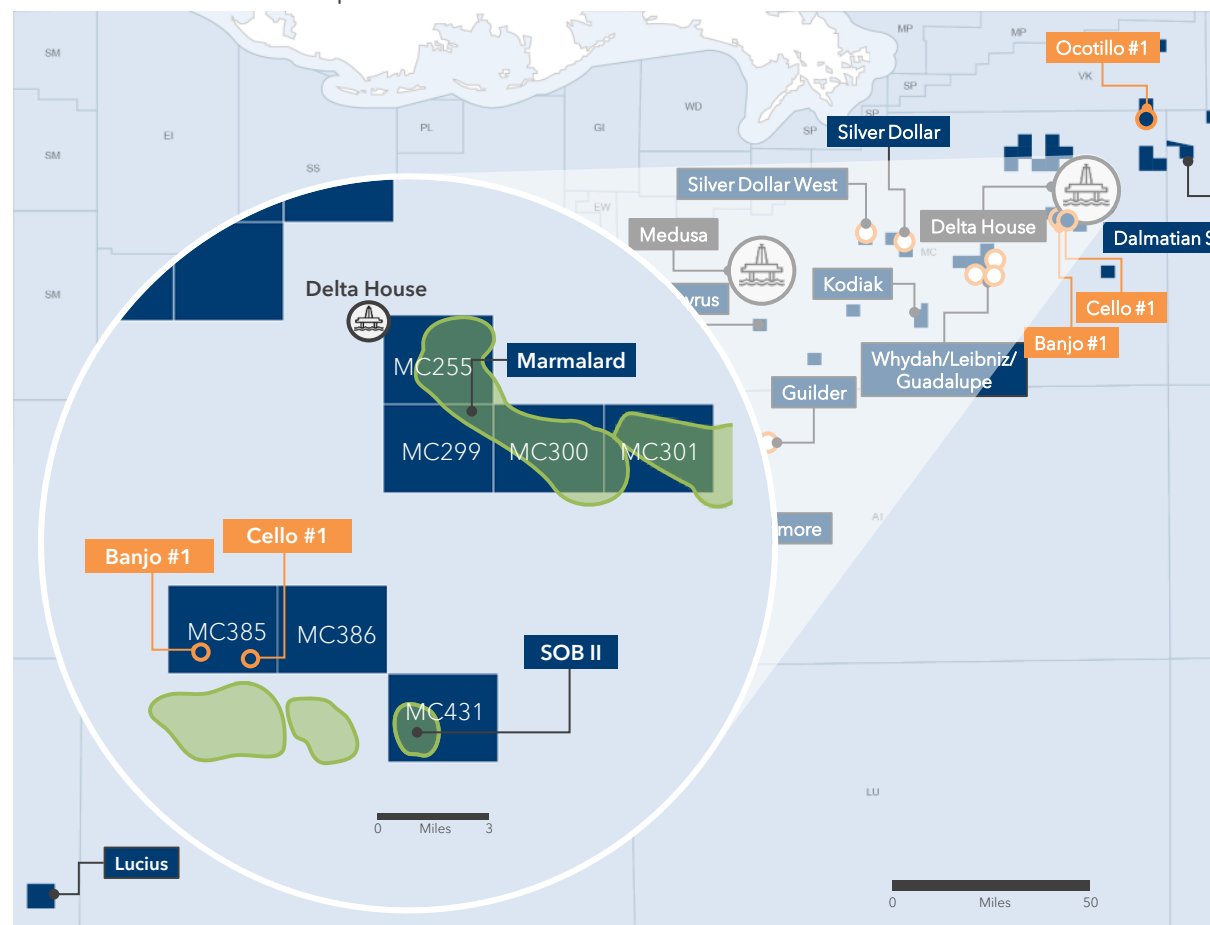 MP
MP
Ocotillo #1
SM
VK
SP
WD
SP
EI
PL
GI
SP
Silver Dollar
SM
SS
Silver Dollar West
EW
Delta House
Medusa
MC
Dalmatian S
Delta House
SM
Kodiak
yrus
Cello #1
Banjo #1
MC255
Marmalard
Whydah/Leibniz/
Guadalupe
Guilder
MC299
MC300
MC301
AT
more
Cello #1
Banjo #1
MC385
MC386
SOB II
MC431
LU
0 Miles 3
Lucius
0 Miles 50